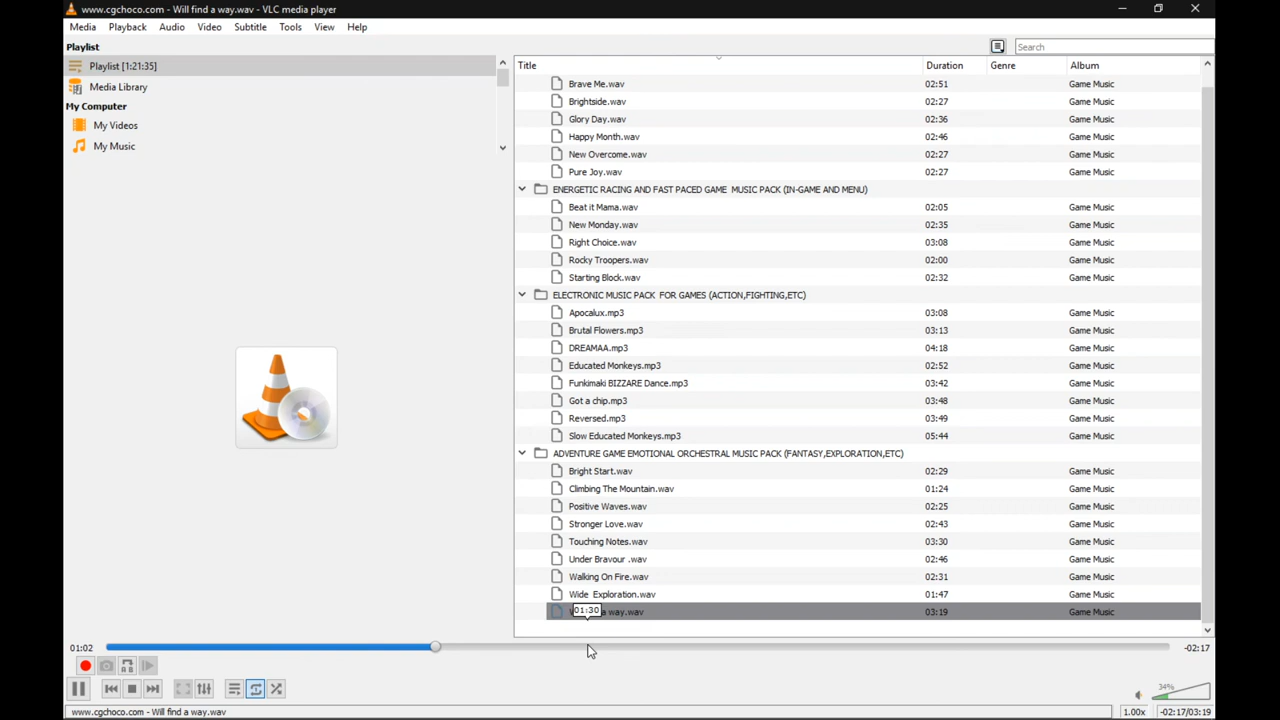 www.cgchoco.com - Will find a way.wav - VLC media player
Media Playback Audio Video Subtitle Tools View Help
Playlist
Playlist [1:21:35]
Media Library
My Computer
My Videos
My Music
Search
Title Duration Genre Album
Brave Me.wav 02:51 Game Music
Brightside.wav 02:27 Game Music
Glory Day.wav 02:36 Game Music
Happy Month.wav 02:46 Game Music
New Overcome.wav 02:27 Game Music
Pure Joy.wav 02:27 Game Music
ENERGETIC RACING AND FAST PACED GAME MUSIC PACK (IN-GAME AND MENU)
Beat it Mama.wav 02:05 Game Music
New Monday.wav 02:35 Game Music
Right Choice.wav 03:08 Game Music
Rocky Troopers.wav 02:00 Game Music
Starting Block.wav 02:32 Game Music
ELECTRONIC MUSIC PACK FOR GAMES (ACTION,FIGHTING,ETC)
Apocalux.mp3 03:08 Game Music
Brutal Flowers.mp3 03:13 Game Music
DREAMAA.mp3 04:18 Game Music
Educated Monkeys.mp3 02:52 Game Music
Funkimaki BIZZARE Dance.mp3 03:42 Game Music
Got a chip.mp3 03:48 Game Music
Reversed.mp3 03:49 Game Music
Slow Educated Monkeys.mp3 05:44 Game Music
ADVENTURE GAME EMOTIONAL ORCHESTRAL MUSIC PACK (FANTASY,EXPLORATION,ETC)
Bright Start.wav 02:29 Game Music
Climbing The Mountain.wav 01:24 Game Music
Positive Waves.wav 02:25 Game Music
Stronger Love.wav 02:43 Game Music
Touching Notes.wav 03:30 Game Music
Under Bravour .wav 02:46 Game Music
Walking On Fire.wav 02:31 Game Music
Wide Exploration.wav 01:47 Game Music
01:30 a way.wav 03:19 Game Music
01:02 -02:17
34%
www.cgchoco.com - Will find a way.wav 1.00x -02:17/03:19